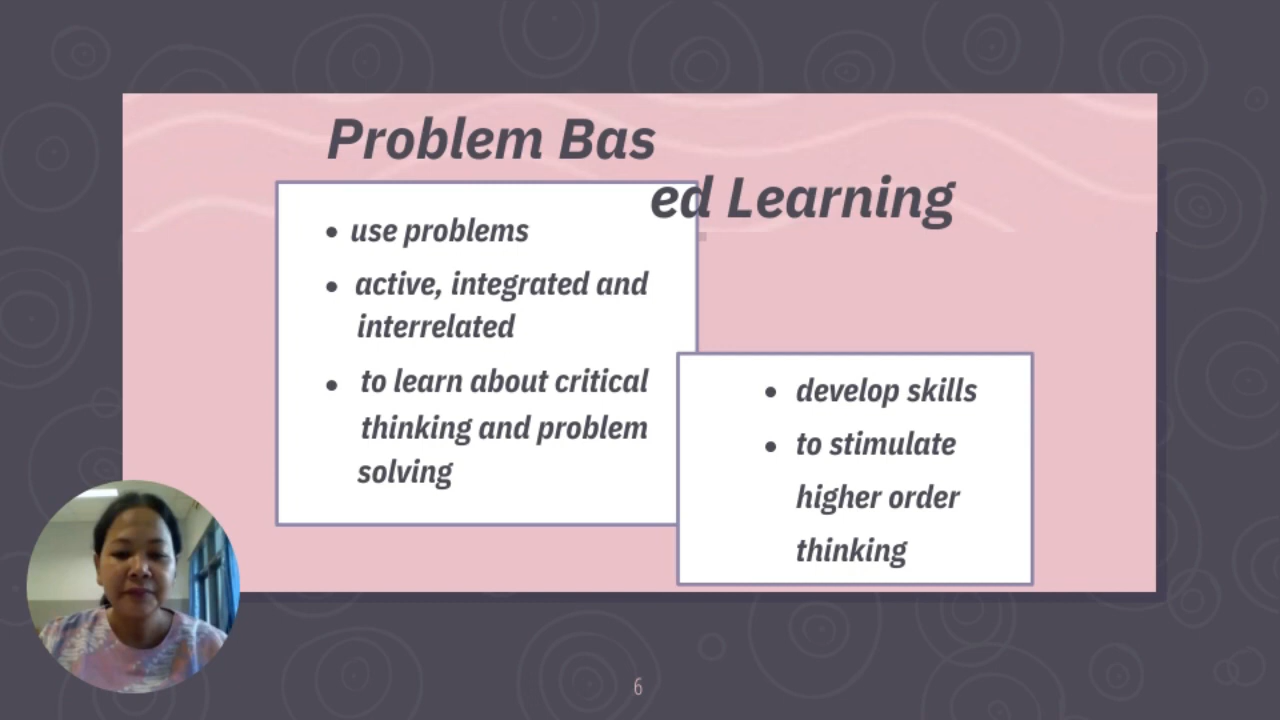 Problem Bas
ed Learning
• use problems
• active, integrated and
interrelated
• to learn about critical
thinking and problem
solving
• develop skills
• to stimulate
higher order
thinking
6